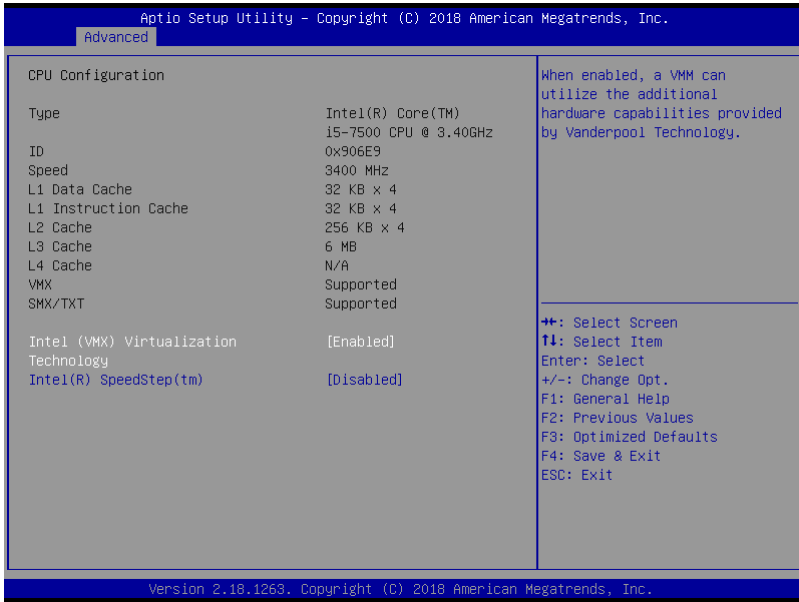 Aptio Setup Utility – Copyright (C) 2018 American Megatrends, Inc.
Advanced
CPU Configuration
Type Intel(R) Core(TM)
i5-7500 CPU @ 3.40GHz
ID 0x906E9
Speed 3400 MHz
L1 Data Cache 32 KB x 4
L1 Instruction Cache 32 KB x 4
L2 Cache 256 KB x 4
L3 Cache 6 MB
L4 Cache N/A
VMX Supported
SMX/TXT Supported
Intel (VMX) Virtualization [Enabled]
Technology
Intel(R) SpeedStep(tm) [Disabled]
When enabled, a VMM can
utilize the additional
hardware capabilities provided
by Vanderpool Technology.
→←: Select Screen
↑↓: Select Item
Enter: Select
+/-: Change Opt.
F1: General Help
F2: Previous Values
F3: Optimized Defaults
F4: Save & Exit
ESC: Exit
Version 2.18.1263. Copyright (C) 2018 American Megatrends, Inc.